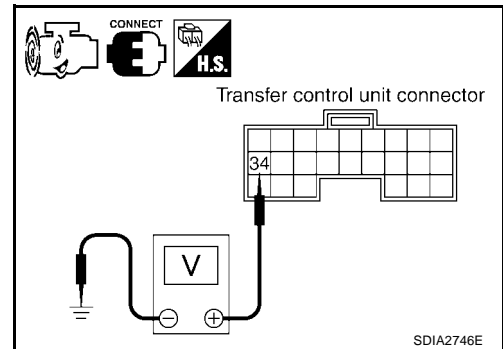 CONNECT
H.S.
Transfer control unit connector
34
V
SDIA2746E